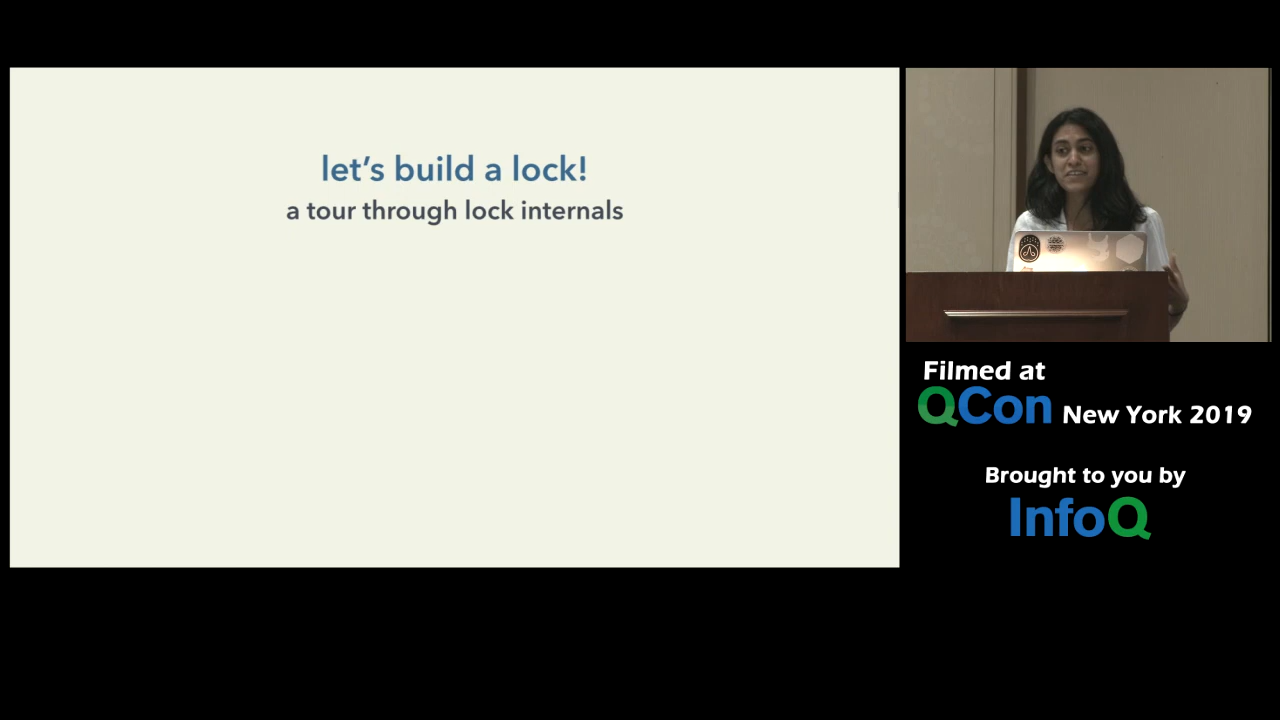 let's build a lock!
a tour through lock internals
Filmed at
QCon New York 2019
Brought to you by
InfoQ